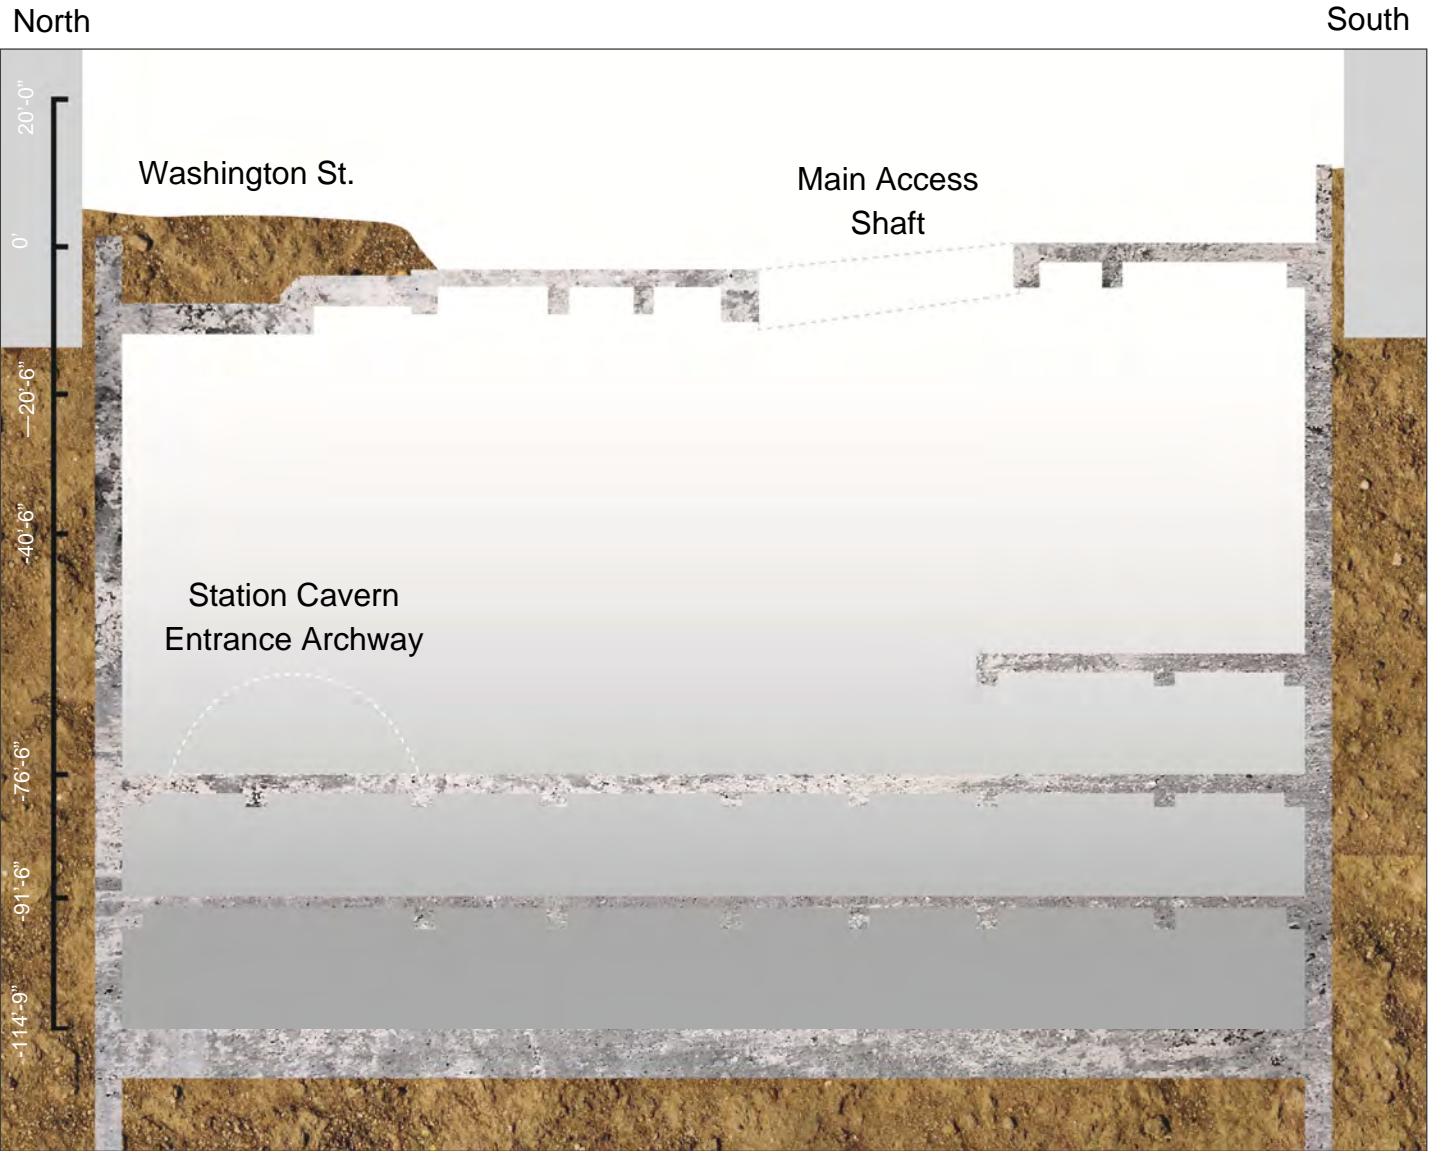 North
South
20'-0"
Washington St.
Main Access
Shaft
0'
—20'-6"
-40'-6"
Station Cavern
Entrance Archway
-76'-6"
-91'-6"
-114'-9"